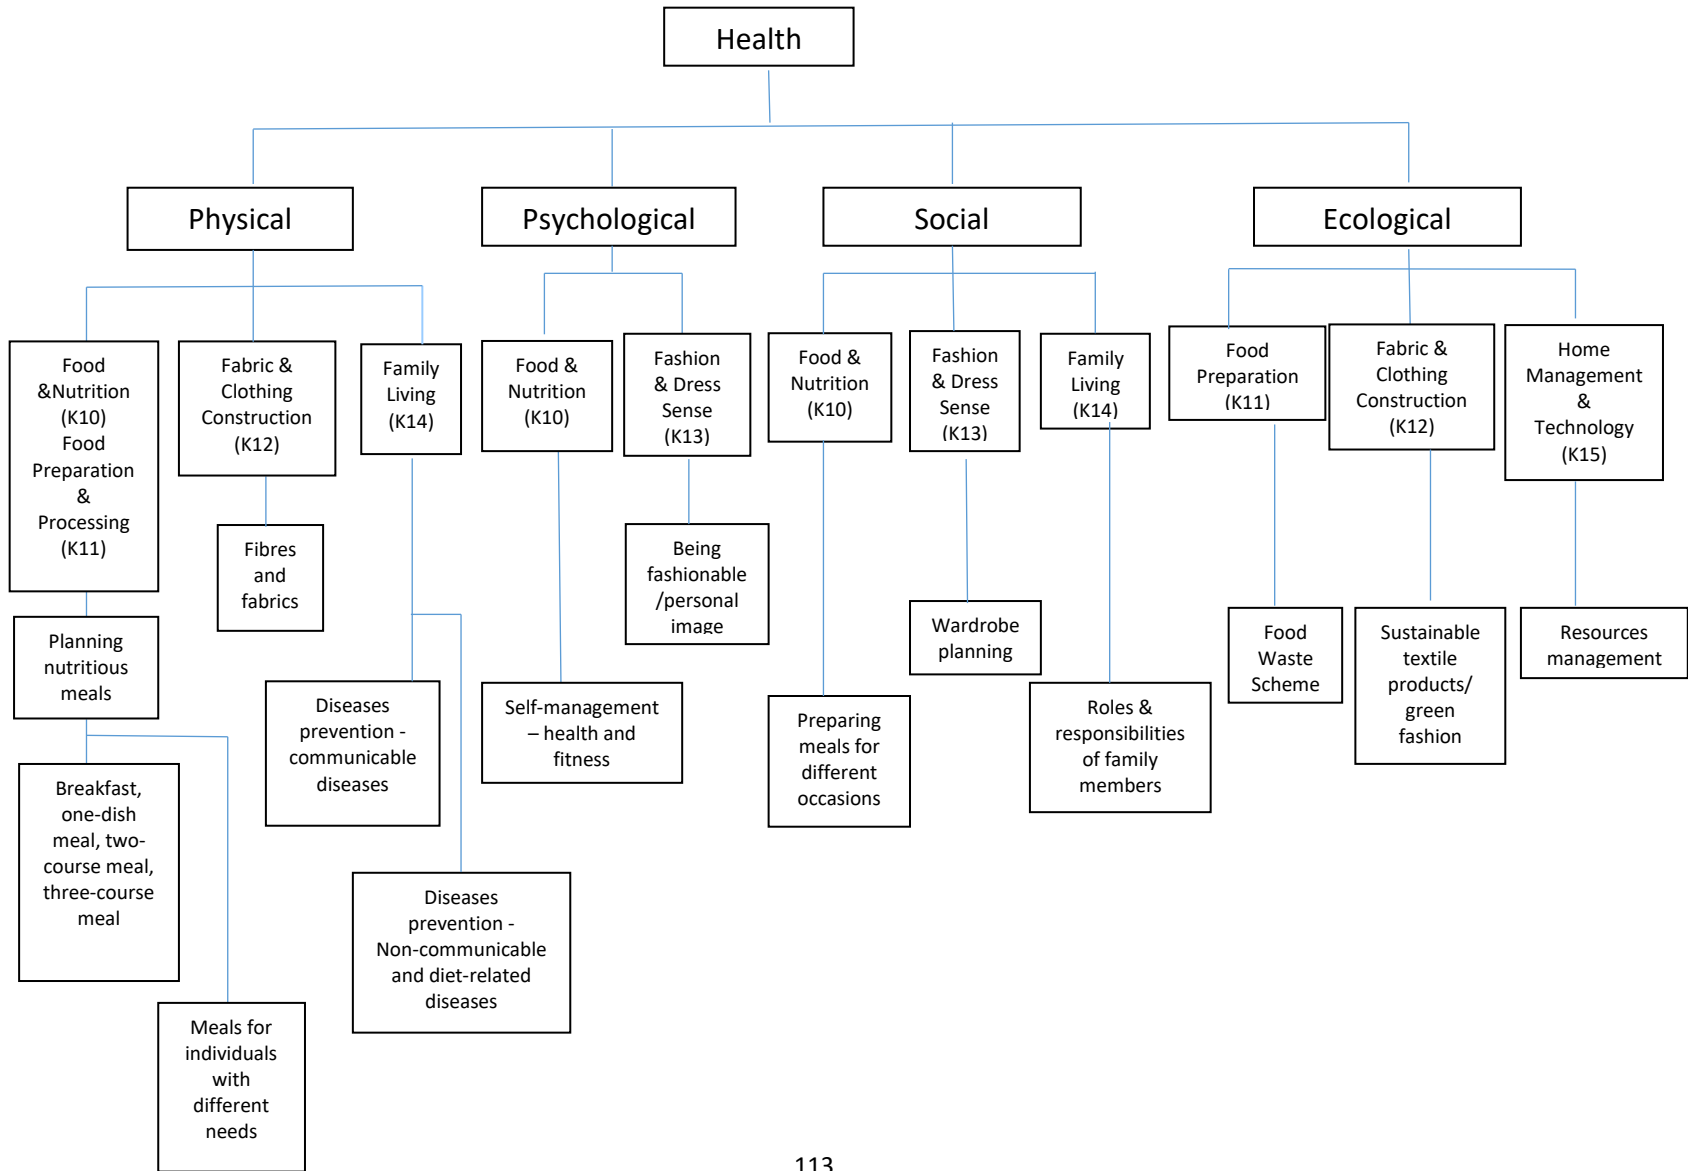 Health
Physical
Psychological
Social
Ecological
Food
&Nutrition
(K10)
Food
Preparation
&
Processing
(K11)
Fabric &
Clothing
Construction
(K12)
Family
Living
(K14)
Food &
Nutrition
(K10)
Fashion
& Dress
Sense
(K13)
Food &
Nutrition
(K10)
Fashion
& Dress
Sense
(K13)
Family
Living
(K14)
Food
Preparation
(K11)
Fabric &
Clothing
Construction
(K12)
Home
Management
&
Technology
(K15)
Fibres
and
fabrics
Being
fashionable
/personal
image
Planning
nutritious
meals
Wardrobe
planning
Food
Waste
Scheme
Sustainable
textile
products/
green
fashion
Resources
management
Diseases
prevention -
communicable
diseases
Self-management
– health and
fitness
Preparing
meals for
different
occasions
Roles &
responsibilities
of family
members
Breakfast,
one-dish
meal, two-
course meal,
three-course
meal
Diseases
prevention -
Non-communicable
and diet-related
diseases
Meals for
individuals
with
different
needs
113